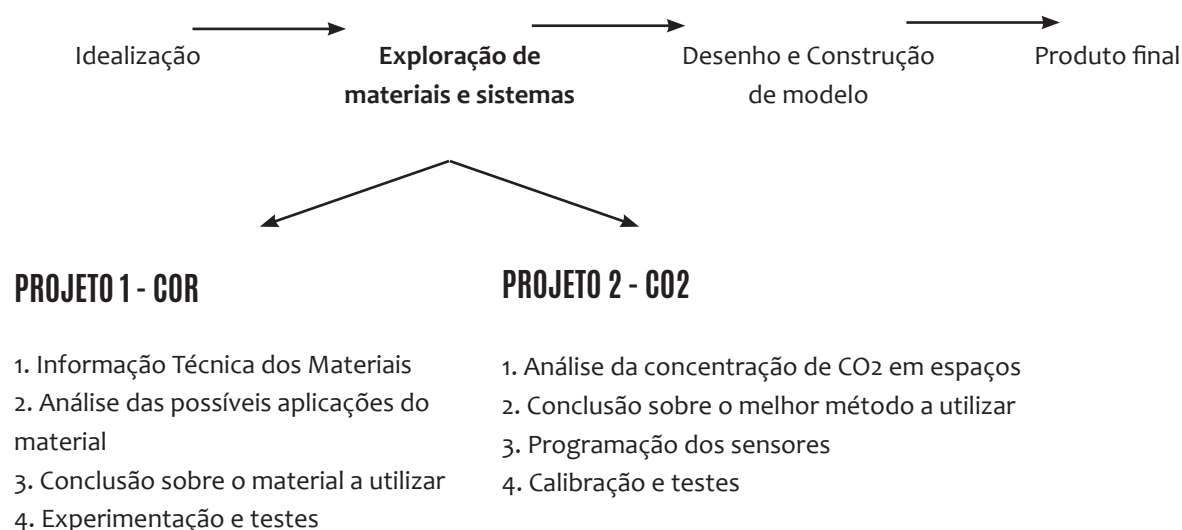 Idealização
Exploração de
materiais e sistemas
Desenho e Construção
de modelo
Produto final
PROJETO 1 - COR
1. Informação Técnica dos Materiais
2. Análise das possíveis aplicações do
material
3. Conclusão sobre o material a utilizar
4. Experimentação e testes
PROJETO 2 - CO2
1. Análise da concentração de CO2 em espaços
2. Conclusão sobre o melhor método a utilizar
3. Programação dos sensores
4. Calibração e testes